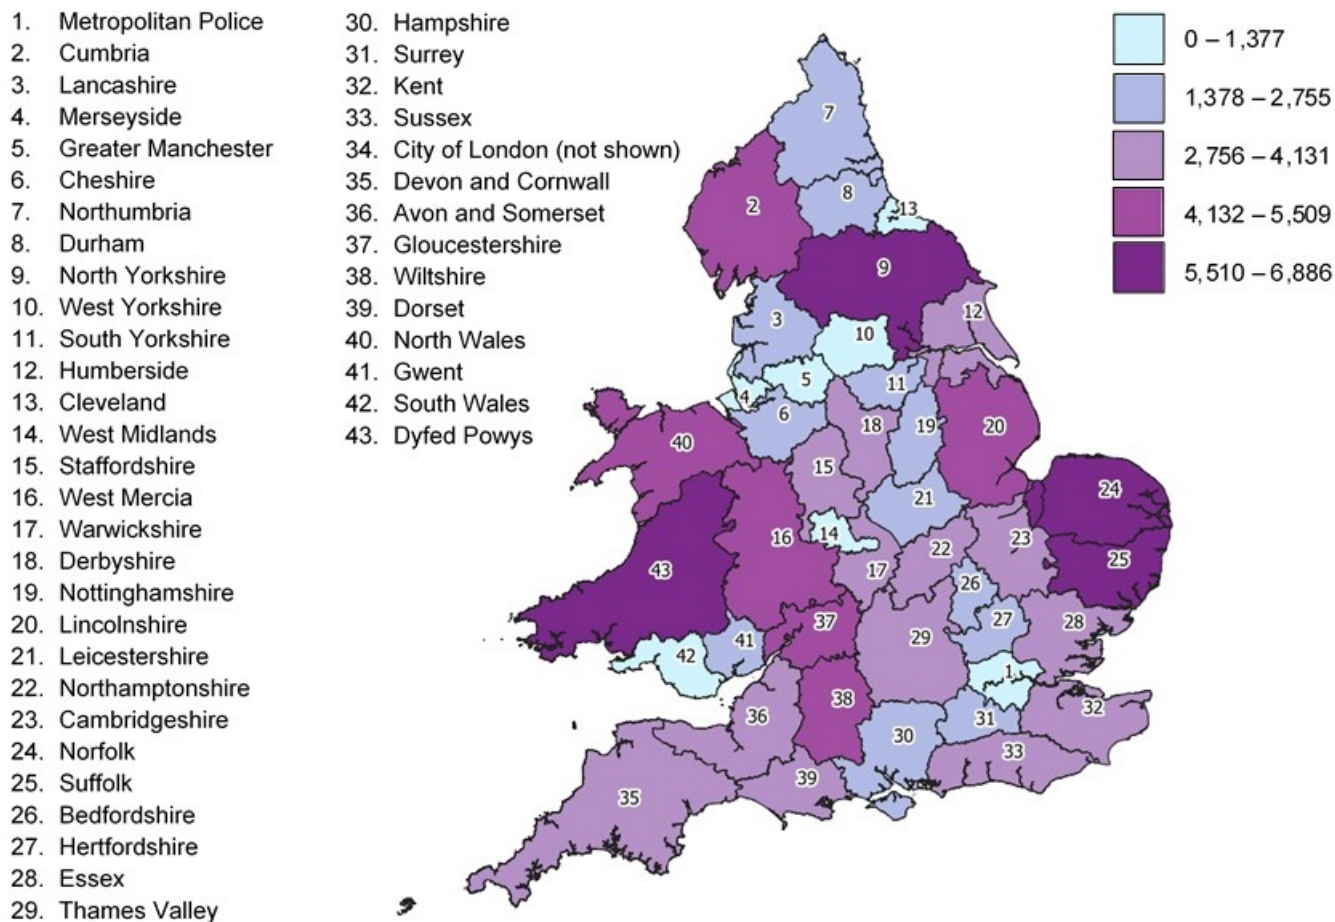 1. Metropolitan Police
2. Cumbria
3. Lancashire
4. Merseyside
5. Greater Manchester
6. Cheshire
7. Northumbria
8. Durham
9. North Yorkshire
10. West Yorkshire
11. South Yorkshire
12. Humberside
13. Cleveland
14. West Midlands
15. Staffordshire
16. West Mercia
17. Warwickshire
18. Derbyshire
19. Nottinghamshire
20. Lincolnshire
21. Leicestershire
22. Northamptonshire
23. Cambridgeshire
24. Norfolk
25. Suffolk
26. Bedfordshire
27. Hertfordshire
28. Essex
29. Thames Valley
30. Hampshire
31. Surrey
32. Kent
33. Sussex
34. City of London (not shown)
35. Devon and Cornwall
36. Avon and Somerset
37. Gloucestershire
38. Wiltshire
39. Dorset
40. North Wales
41. Gwent
42. South Wales
43. Dyfed Powys
0 – 1,377
1,378 – 2,755
2,756 – 4,131
4,132 – 5,509
5,510 – 6,886
7
8
2
13
9
12
3
10
5
11
4
6
18
19
20
40
15
24
21
14
16
23
22
25
43
17
26
27
28
37
29
41
42
1
38
32
36
31
30
33
39
35